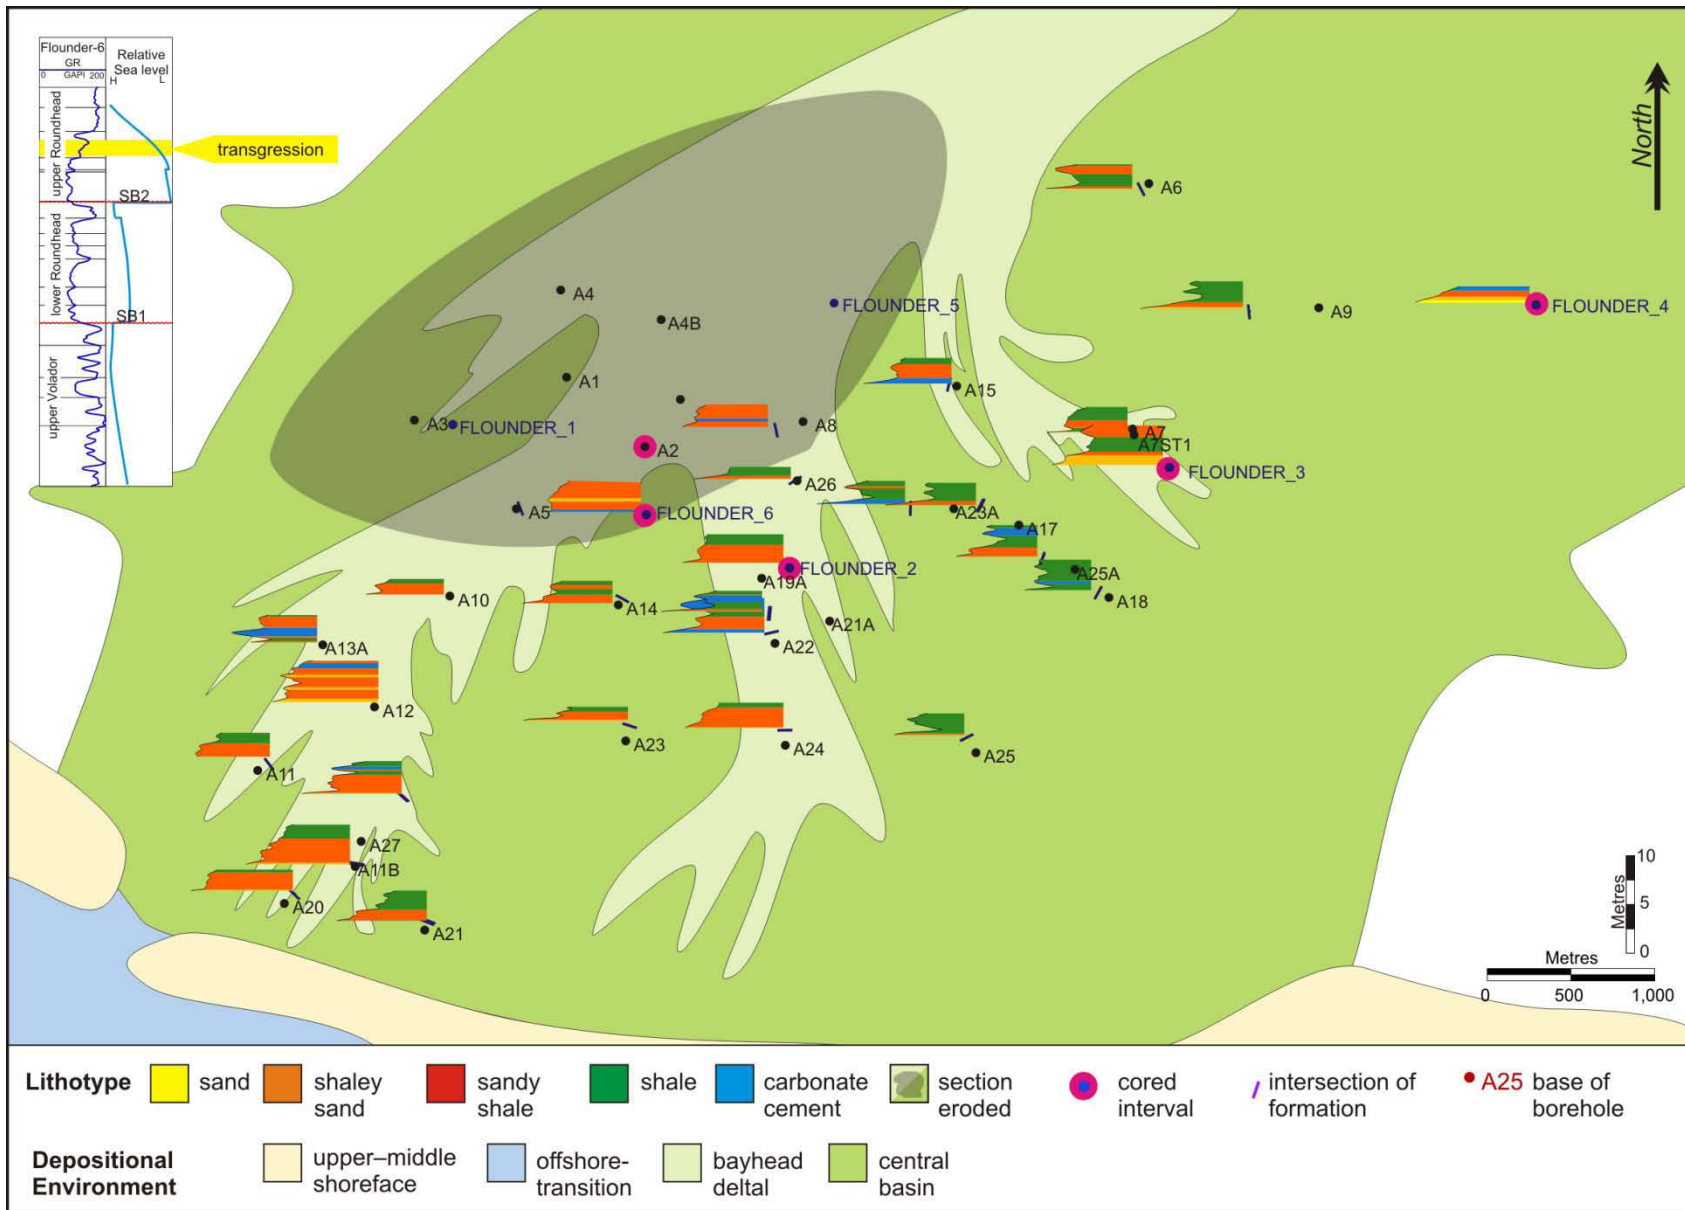 Flounder-6
GR
0 GAPI 200
Relative
Sea level
H L
upper Roundhead
lower Roundhead
upper Volador
SB2
SB1
transgression
North
A6
A9
FLOUNDER_4
A4
A4B
FLOUNDER_5
A1
A15
A3
FLOUNDER_1
A8
A2
A7
A7ST1
FLOUNDER_3
A26
A5
FLOUNDER_6
A23A
A17
FLOUNDER_2
A19A
A25A
A18
A10
A14
A21A
A22
A13A
A12
A23
A24
A25
A11
A27
A11B
A20
A21
10
5
0
Metres
Metres
0 500 1,000
Lithotype
sand
shaley
sand
sandy
shale
shale
carbonate
cement
section
eroded
cored
interval
intersection of
formation
A25 base of
borehole
Depositional
Environment
upper–middle
shoreface
offshore-
transition
bayhead
deltal
central
basin